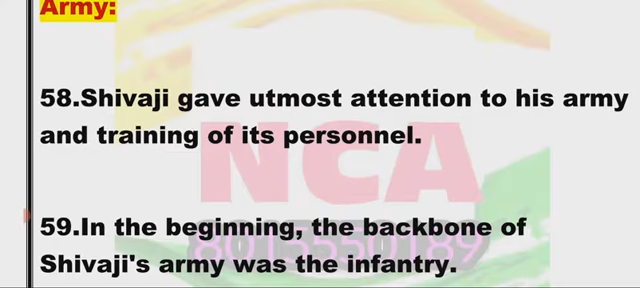 Army:
58.Shivaji gave utmost attention to his army
and training of its personnel.
NCA
59.In the beginning, the backbone of
8015550189
Shivaji's army was the infantry.